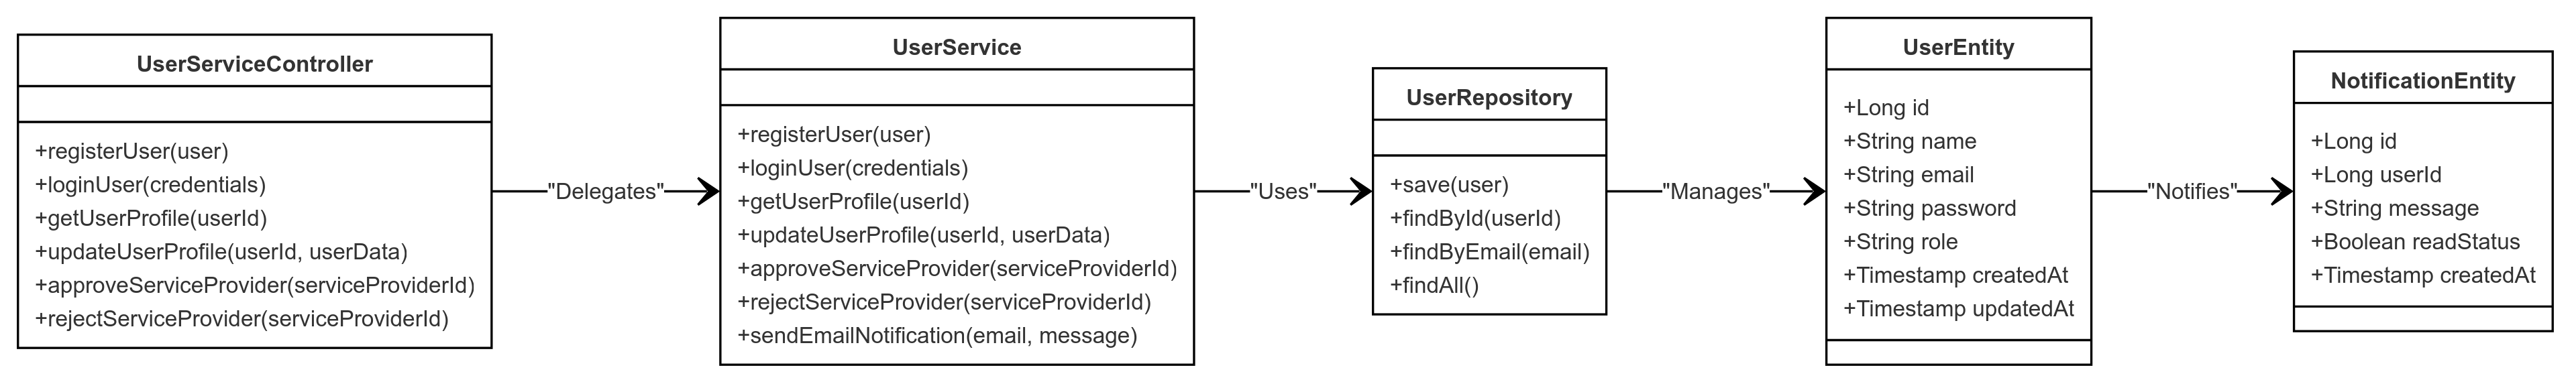 UserServiceController
+registerUser(user)
+loginUser(credentials)
+getUserProfile(userId)
+updateUserProfile(userId, userData)
+approveServiceProvider(serviceProviderId)
+rejectServiceProvider(serviceProviderId)
"Delegates"
UserService
+registerUser(user)
+loginUser(credentials)
+getUserProfile(userId)
+updateUserProfile(userId, userData)
+approveServiceProvider(serviceProviderId)
+rejectServiceProvider(serviceProviderId)
+sendEmailNotification(email, message)
"Uses"
UserRepository
+save(user)
+findById(userId)
+findByEmail(email)
+findAll()
"Manages"
UserEntity
+Long id
+String name
+String email
+String password
+String role
+Timestamp createdAt
+Timestamp updatedAt
"Notifies"
NotificationEntity
+Long id
+Long userId
+String message
+Boolean readStatus
+Timestamp createdAt